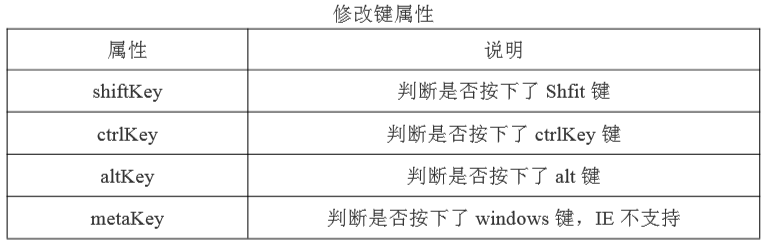 修改键属性
属性 说明
shiftKey 判断是否按下了 Shfit 键
ctrlKey 判断是否按下了 ctrlKey 键
altKey 判断是否按下了 alt 键
metaKey 判断是否按下了 windows 键，IE 不支持